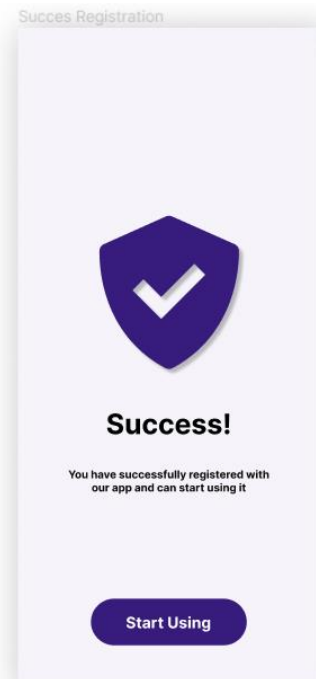 Succes Registration
Success!
You have successfully registered with
our app and can start using it
Start Using